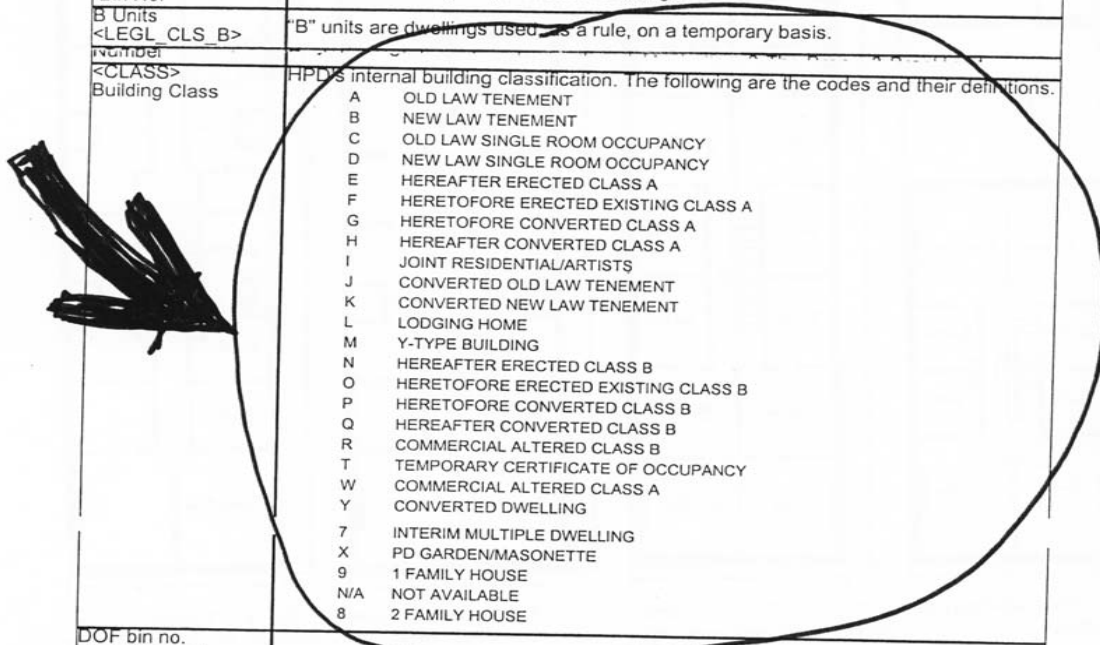 B Units
<LEGL_CLS_B>
"B" units are dwellings used, as a rule, on a temporary basis.
Number
<CLASS>
Building Class
HPD's internal building classification. The following are the codes and their definitions.
A OLD LAW TENEMENT
B NEW LAW TENEMENT
C OLD LAW SINGLE ROOM OCCUPANCY
D NEW LAW SINGLE ROOM OCCUPANCY
E HEREAFTER ERECTED CLASS A
F HERETOFORE ERECTED EXISTING CLASS A
G HERETOFORE CONVERTED CLASS A
H HEREAFTER CONVERTED CLASS A
I JOINT RESIDENTIAL/ARTISTS
J CONVERTED OLD LAW TENEMENT
K CONVERTED NEW LAW TENEMENT
L LODGING HOME
M Y-TYPE BUILDING
N HEREAFTER ERECTED CLASS B
O HERETOFORE ERECTED EXISTING CLASS B
P HERETOFORE CONVERTED CLASS B
Q HEREAFTER CONVERTED CLASS B
R COMMERCIAL ALTERED CLASS B
T TEMPORARY CERTIFICATE OF OCCUPANCY
W COMMERCIAL ALTERED CLASS A
Y CONVERTED DWELLING
7 INTERIM MULTIPLE DWELLING
X PD GARDEN/MASONETTE
9 1 FAMILY HOUSE
N/A NOT AVAILABLE
8 2 FAMILY HOUSE
DOF bin no.